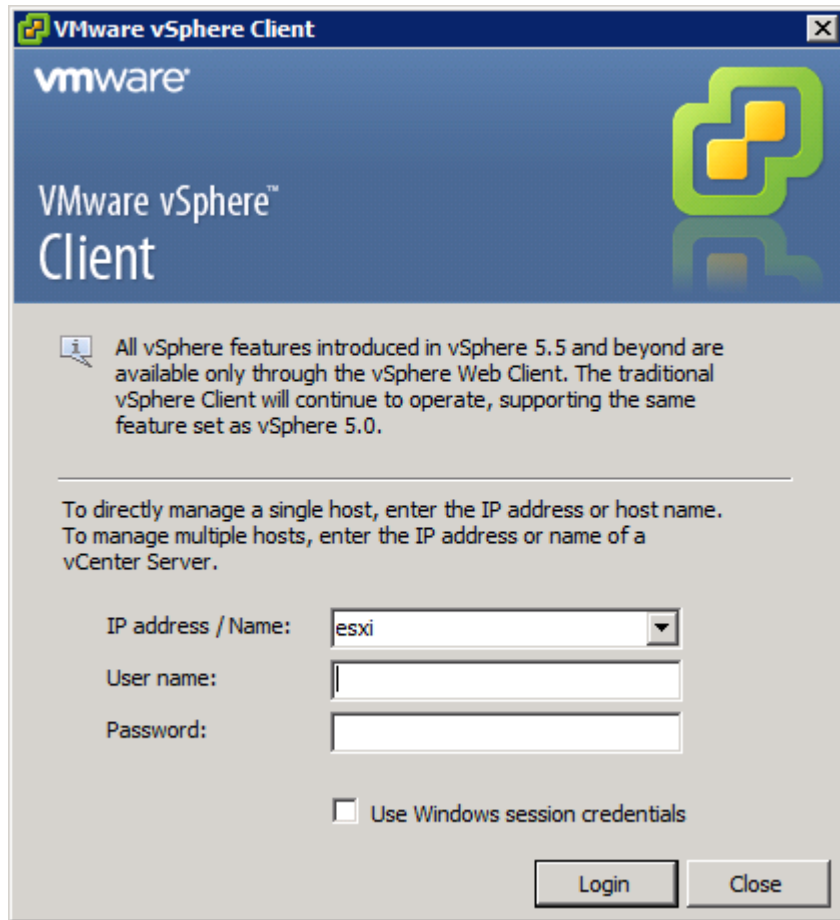 VMware vSphere Client
vmware®
VMware vSphere™
Client
All vSphere features introduced in vSphere 5.5 and beyond are
available only through the vSphere Web Client. The traditional
vSphere Client will continue to operate, supporting the same
feature set as vSphere 5.0.
To directly manage a single host, enter the IP address or host name.
To manage multiple hosts, enter the IP address or name of a
vCenter Server.
IP address / Name: esxi
User name:
Password:
Use Windows session credentials
Login Close